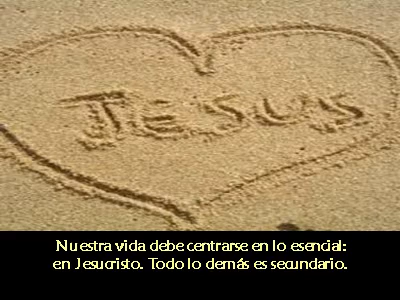 JESUS
Nuestra vida debe centrarse en lo esencial:
en Jesucristo. Todo lo demás es secundario.